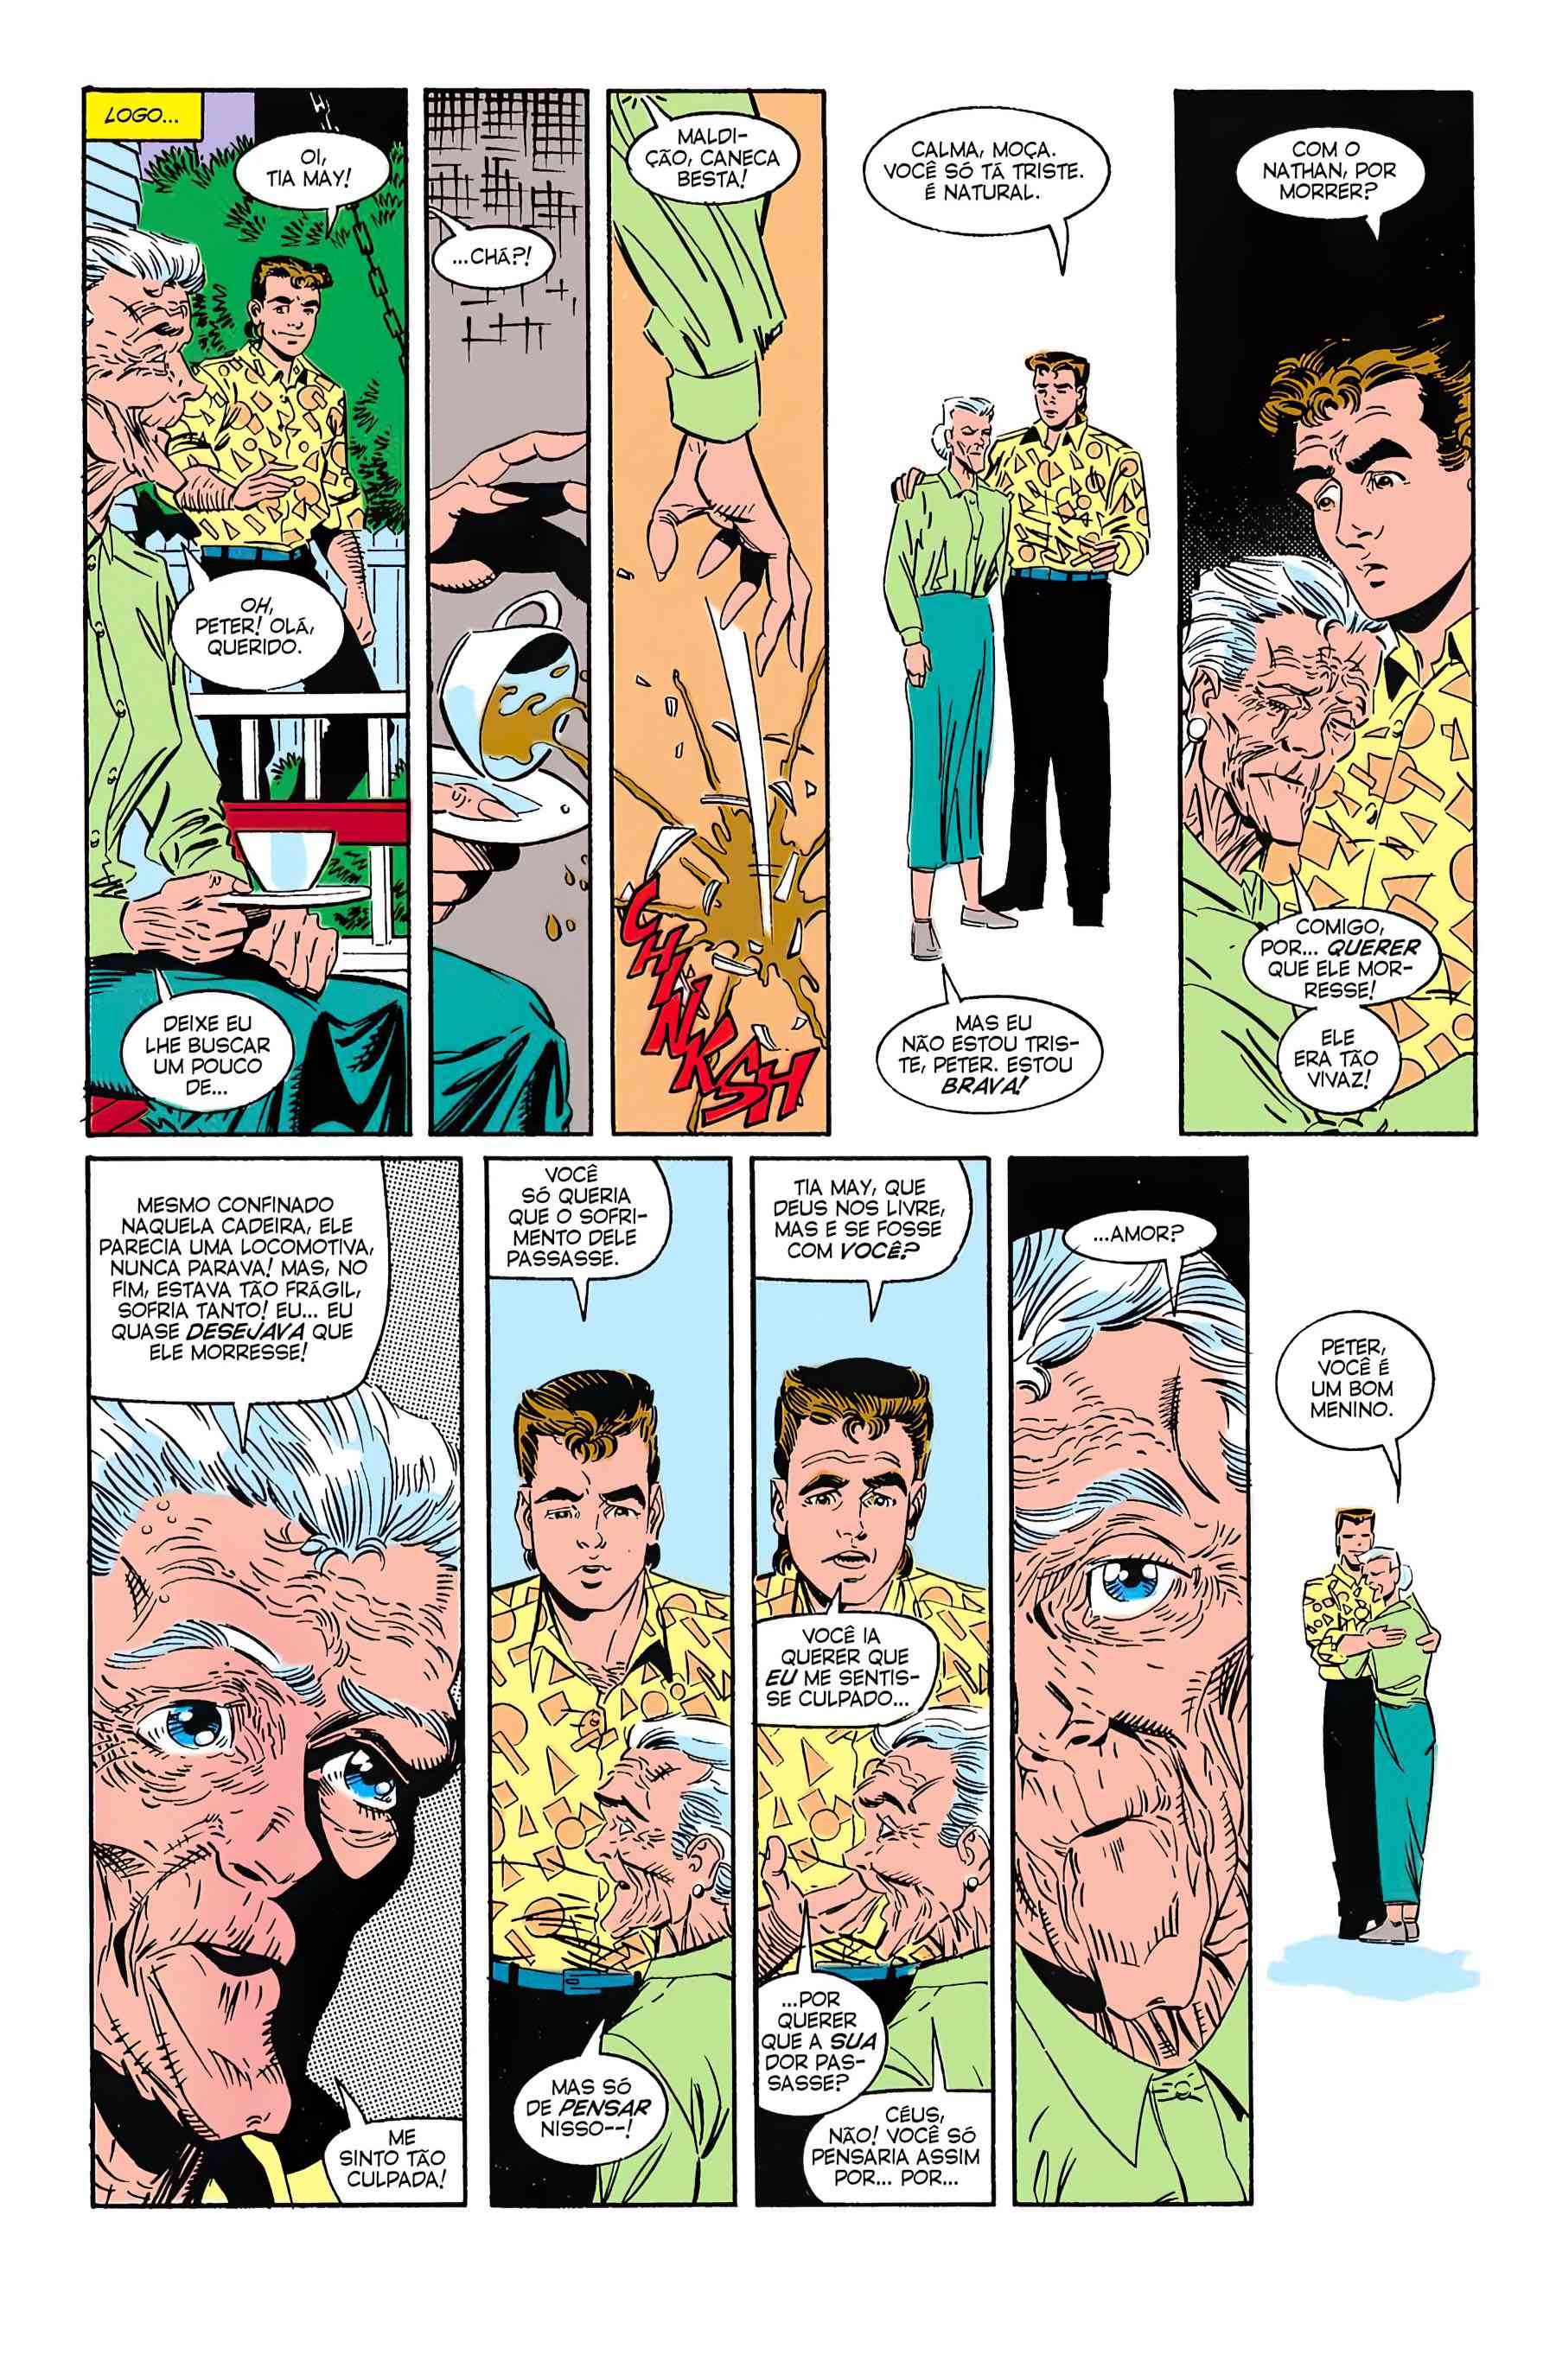 LOGO...
OI,
TIA MAY!
OH,
PETER! OLÁ,
QUERIDO.
DEIXE EU
LHE BUSCAR
UM POUCO
DE...
...CHÁ?!
MALDI-
ÇÃO, CANECA
BESTA!
CHINKSH
CALMA, MOÇA.
VOCÊ SÓ TÁ TRISTE.
É NATURAL.
MAS EU
NÃO ESTOU TRIS-
TE, PETER. ESTOU
BRAVA!
COM O
NATHAN, POR
MORRER?
COMIGO,
POR... QUERER
QUE ELE MOR-
RESSE!
ELE
ERA TÃO
VIVAZ!
MESMO CONFINADO
NAQUELA CADEIRA, ELE
PARECIA UMA LOCOMOTIVA,
NUNCA PARAVA! MAS, NO
FIM, ESTAVA TÃO FRÁGIL,
SOFRIA TANTO! EU... EU
QUASE DESEJAVA QUE
ELE MORRESSE!
ME
SINTO TÃO
CULPADA!
VOCÊ
SÓ QUERIA
QUE O SOFRI-
MENTO DELE
PASSASSE.
MAS SÓ
DE PENSAR
NISSO--!
TIA MAY, QUE
DEUS NOS LIVRE,
MAS E SE FOSSE
COM VOCÊ?
VOCÊ IA
QUERER QUE
EU ME SENTIS-
SE CULPADO...
...POR
QUERER
QUE A SUA
DOR PAS-
SASSE?
CÉUS,
NÃO! VOCÊ SÓ
PENSARIA ASSIM
POR... POR...
...AMOR?
PETER,
VOCÊ É
UM BOM
MENINO.